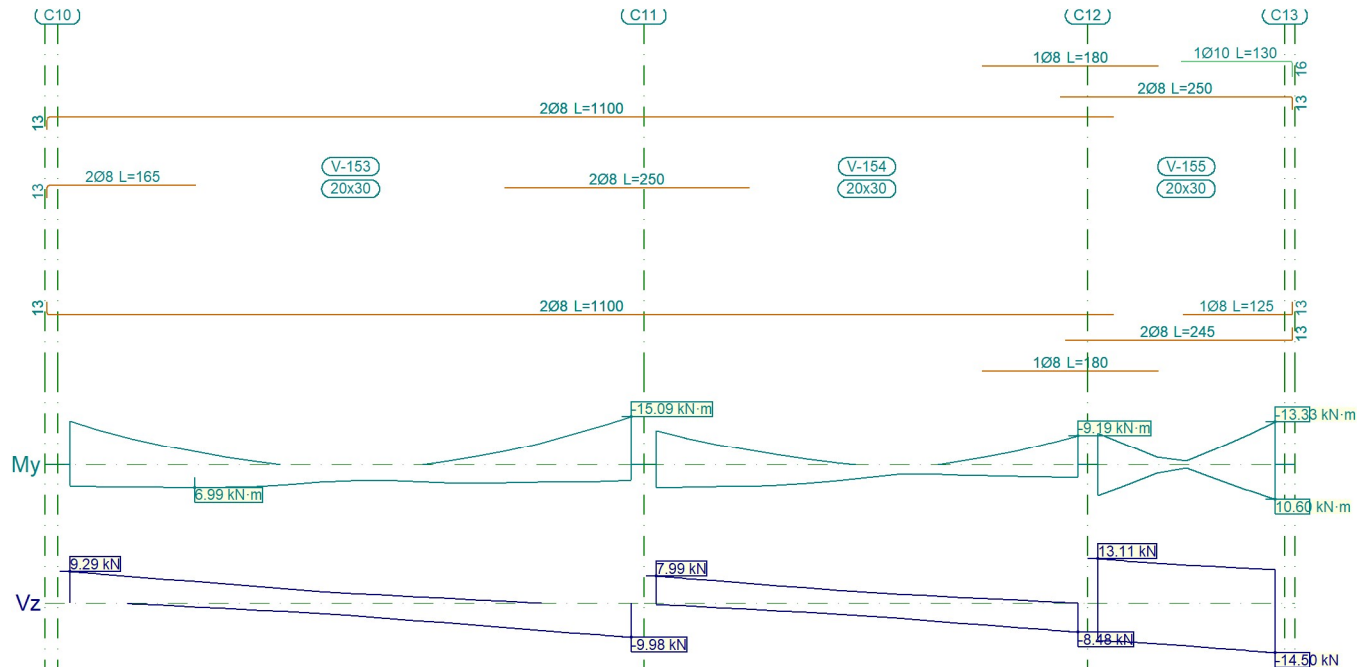 C10
C11
C12
C13
1Ø8 L=180
1Ø10 L=130
16
2Ø8 L=250
13
2Ø8 L=1100
13
V-153
V-154
V-155
2Ø8 L=165
13
20x30
2Ø8 L=250
20x30
20x30
2Ø8 L=1100
13
1Ø8 L=125
13
2Ø8 L=245
13
1Ø8 L=180
My
-15.09 kN·m
-9.19 kN·m
-13.33 kN·m
6.99 kN·m
10.60 kN·m
Vz
9.29 kN
7.99 kN
13.11 kN
-9.98 kN
-8.48 kN
-14.50 kN